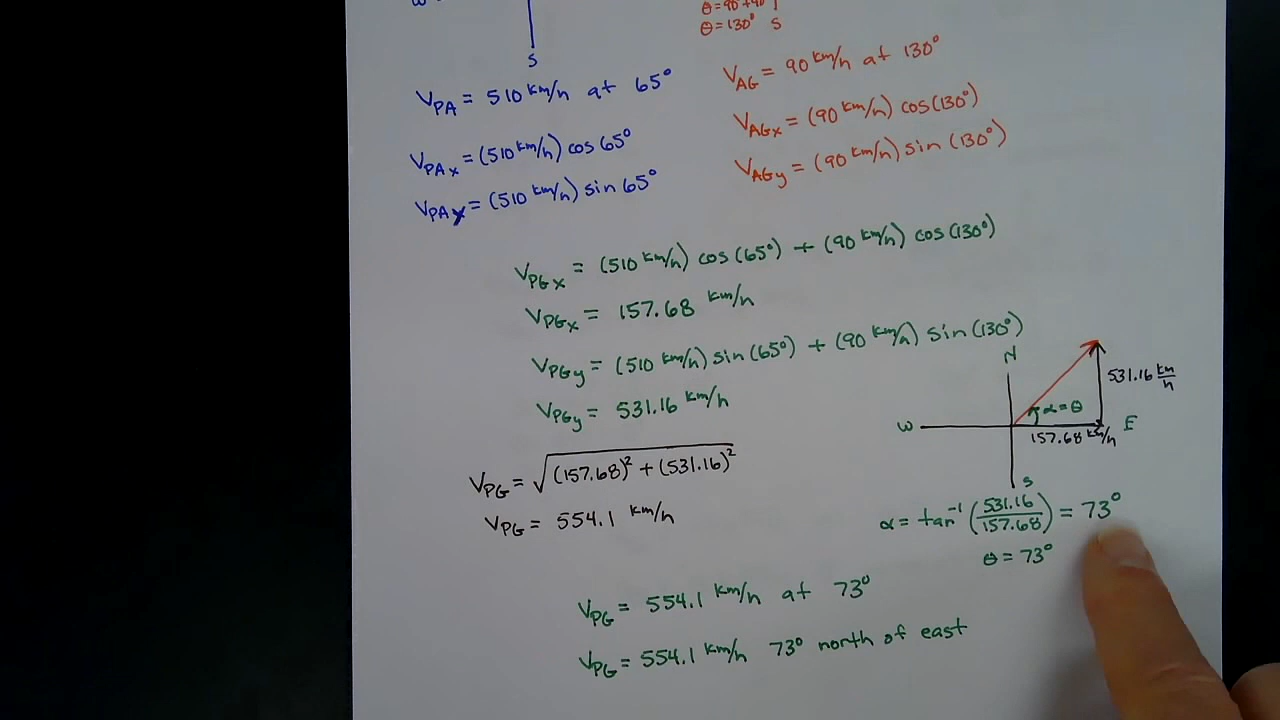 W
S
θ = 90°+40°
θ = 130°
S
V_PA = 510 km/h at 65°
V_PAx = (510 km/h) cos 65°
V_PAy = (510 km/h) sin 65°
V_AG = 90 km/h at 130°
V_AGx = (90 km/h) cos(130°)
V_AGy = (90 km/h) sin (130°)
V_PGx = (510 km/h) cos(65°) + (90 km/h) cos(130°)
V_PGx = 157.68 km/h
V_PGy = (510 km/h) sin(65°) + (90 km/h) sin(130°)
V_PGy = 531.16 km/h
V_PG = √(157.68)² + (531.16)²
V_PG = 554.1 km/h
N
531.16 km/h
α=θ
W
E
157.68 km/h
S
α = tan⁻¹ (531.16/157.68) = 73°
θ = 73°
V_PG = 554.1 km/h at 73°
V_PG = 554.1 km/h 73° north of east